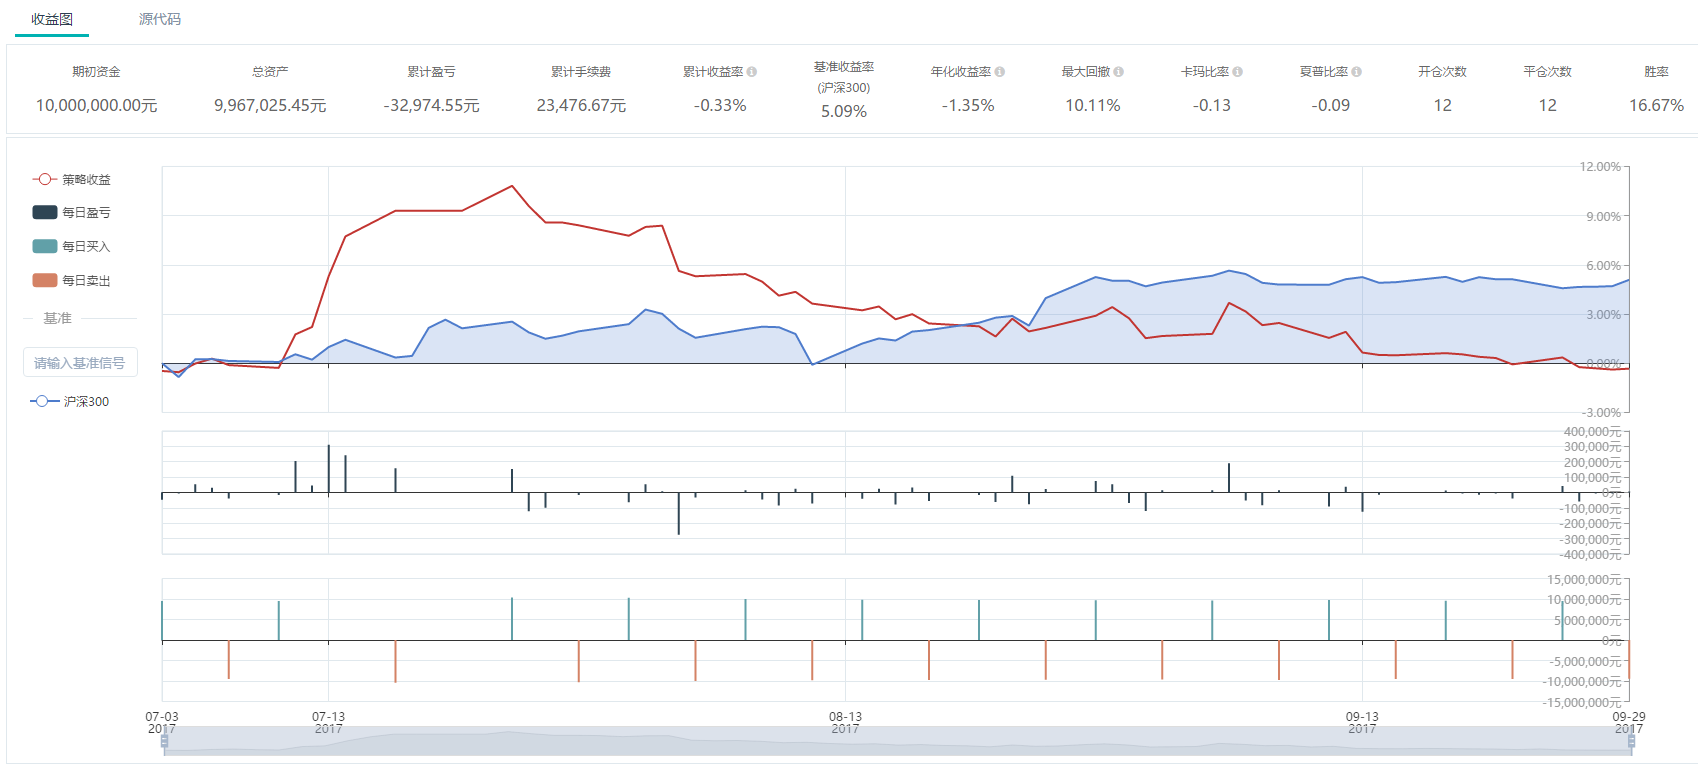 收益图 源代码
期初资金 总资产 累计盈亏 累计手续费 累计收益率 基准收益率 年化收益率 最大回撤 卡玛比率 夏普比率 开仓次数 平仓次数 胜率
(沪深300)
10,000,000.00元 9,967,025.45元 -32,974.55元 23,476.67元 -0.33% 5.09% -1.35% 10.11% -0.13 -0.09 12 12 16.67%
策略收益
每日盈亏
每日买入
每日卖出
基准
请输入基准信号
沪深300
12.00%
9.00%
6.00%
3.00%
0.00%
-3.00%
400,000元
300,000元
200,000元
100,000元
0元
-100,000元
-200,000元
-300,000元
-400,000元
15,000,000元
10,000,000元
5,000,000元
0元
-5,000,000元
-10,000,000元
-15,000,000元
07-03 07-13 08-13 09-13 09-29
2017 2017 2017 2017 2017